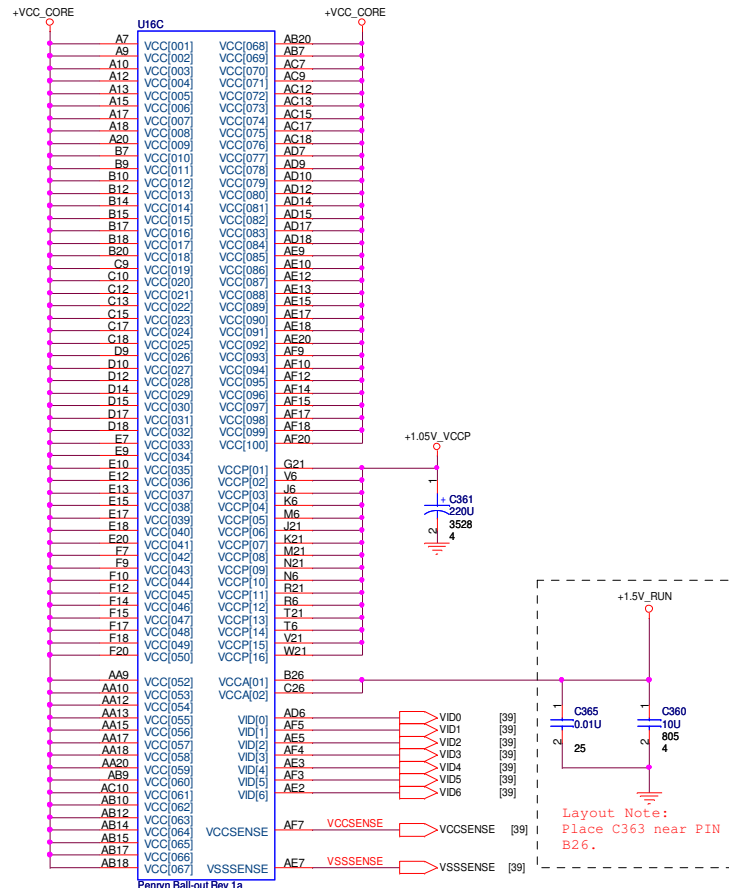 +VCC_CORE +VCC_CORE
U16C
A7 VCC[001] VCC[068] AB20
A9 VCC[002] VCC[069] AB7
A10 VCC[003] VCC[070] AC7
A12 VCC[004] VCC[071] AC9
A13 VCC[005] VCC[072] AC12
A15 VCC[006] VCC[073] AC13
A17 VCC[007] VCC[074] AC15
A18 VCC[008] VCC[075] AC17
A20 VCC[009] VCC[076] AC18
B7 VCC[010] VCC[077] AD7
B9 VCC[011] VCC[078] AD9
B10 VCC[012] VCC[079] AD10
B12 VCC[013] VCC[080] AD12
B14 VCC[014] VCC[081] AD14
B15 VCC[015] VCC[082] AD15
B17 VCC[016] VCC[083] AD17
B18 VCC[017] VCC[084] AD18
B20 VCC[018] VCC[085] AE9
C9 VCC[019] VCC[086] AE10
C10 VCC[020] VCC[087] AE12
C12 VCC[021] VCC[088] AE13
C13 VCC[022] VCC[089] AE15
C15 VCC[023] VCC[090] AE17
C17 VCC[024] VCC[091] AE18
C18 VCC[025] VCC[092] AE20
D9 VCC[026] VCC[093] AF9
D10 VCC[027] VCC[094] AF10
D12 VCC[028] VCC[095] AF12
D14 VCC[029] VCC[096] AF14
D15 VCC[030] VCC[097] AF15
D17 VCC[031] VCC[098] AF17
D18 VCC[032] VCC[099] AF18
E7 VCC[033] VCC[100] AF20
E9 VCC[034]
+1.05V_VCCP
E10 VCC[035] VCCP[01] G21
E12 VCC[036] VCCP[02] V6
E13 VCC[037] VCCP[03] J6
E15 VCC[038] VCCP[04] K6
E17 VCC[039] VCCP[05] M6
E18 VCC[040] VCCP[06] J21
E20 VCC[041] VCCP[07] K21
F7 VCC[042] VCCP[08] M21
F9 VCC[043] VCCP[09] N21
F10 VCC[044] VCCP[10] N6
F12 VCC[045] VCCP[11] R21
F14 VCC[046] VCCP[12] R6
F15 VCC[047] VCCP[13] T21
F17 VCC[048] VCCP[14] T6
F18 VCC[049] VCCP[15] V21
F20 VCC[050] VCCP[16] W21
1
+ C361
220U
2 3528
4
+1.5V_RUN
AA9 VCC[052] VCCA[01] B26
AA10 VCC[053] VCCA[02] C26
AA12 VCC[054]
AA13 VCC[055] VID[0] AD6 VID0 [39]
AA15 VCC[056] VID[1] AF5 VID1 [39]
AA17 VCC[057] VID[2] AE5 VID2 [39]
AA18 VCC[058] VID[3] AF4 VID3 [39]
AA20 VCC[059] VID[4] AE3 VID4 [39]
AB9 VCC[060] VID[5] AF3 VID5 [39]
AC10 VCC[061] VID[6] AE2 VID6 [39]
AB10 VCC[062]
AB12 VCC[063]
AB14 VCC[064] VCCSENSE AF7 VCCSENSE VCCSENSE [39]
AB15 VCC[065]
AB17 VCC[066]
AB18 VCC[067] VSSSENSE AE7 VSSSENSE VSSSENSE [39]
Penryn Ball-out Rev 1a
1 C365
0.01U
2 25
1 C360
10U
805
2 4
Layout Note:
Place C363 near PIN
B26.